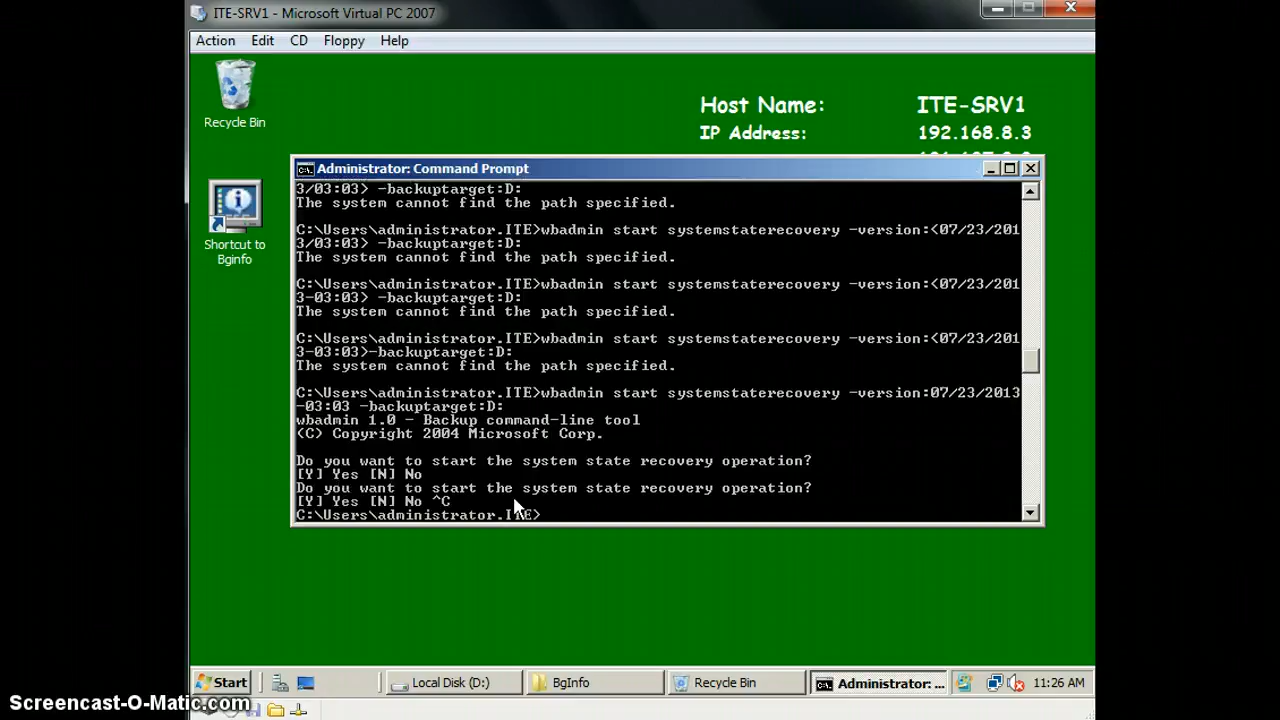 ITE-SRV1 - Microsoft Virtual PC 2007
Action Edit CD Floppy Help
Recycle Bin
Host Name: ITE-SRV1
IP Address: 192.168.8.3
Shortcut to
Bginfo
Administrator: Command Prompt
3/03:03> -backuptarget:D:
The system cannot find the path specified.
C:\Users\administrator.ITE>wbadmin start systemstaterecovery -version:<07/23/201
3/03:03> -backuptarget:D:
The system cannot find the path specified.
C:\Users\administrator.ITE>wbadmin start systemstaterecovery -version:<07/23/201
3-03:03> -backuptarget:D:
The system cannot find the path specified.
C:\Users\administrator.ITE>wbadmin start systemstaterecovery -version:<07/23/201
3-03:03>-backuptarget:D:
The system cannot find the path specified.
C:\Users\administrator.ITE>wbadmin start systemstaterecovery -version:07/23/2013
-03:03 -backuptarget:D:
wbadmin 1.0 - Backup command-line tool
(C) Copyright 2004 Microsoft Corp.
Do you want to start the system state recovery operation?
[Y] Yes [N] No
Do you want to start the system state recovery operation?
[Y] Yes [N] No ^C
C:\Users\administrator.ITE>
Start Local Disk (D:) BgInfo Recycle Bin Administrator: ... 11:26 AM
Screencast-O-Matic.com